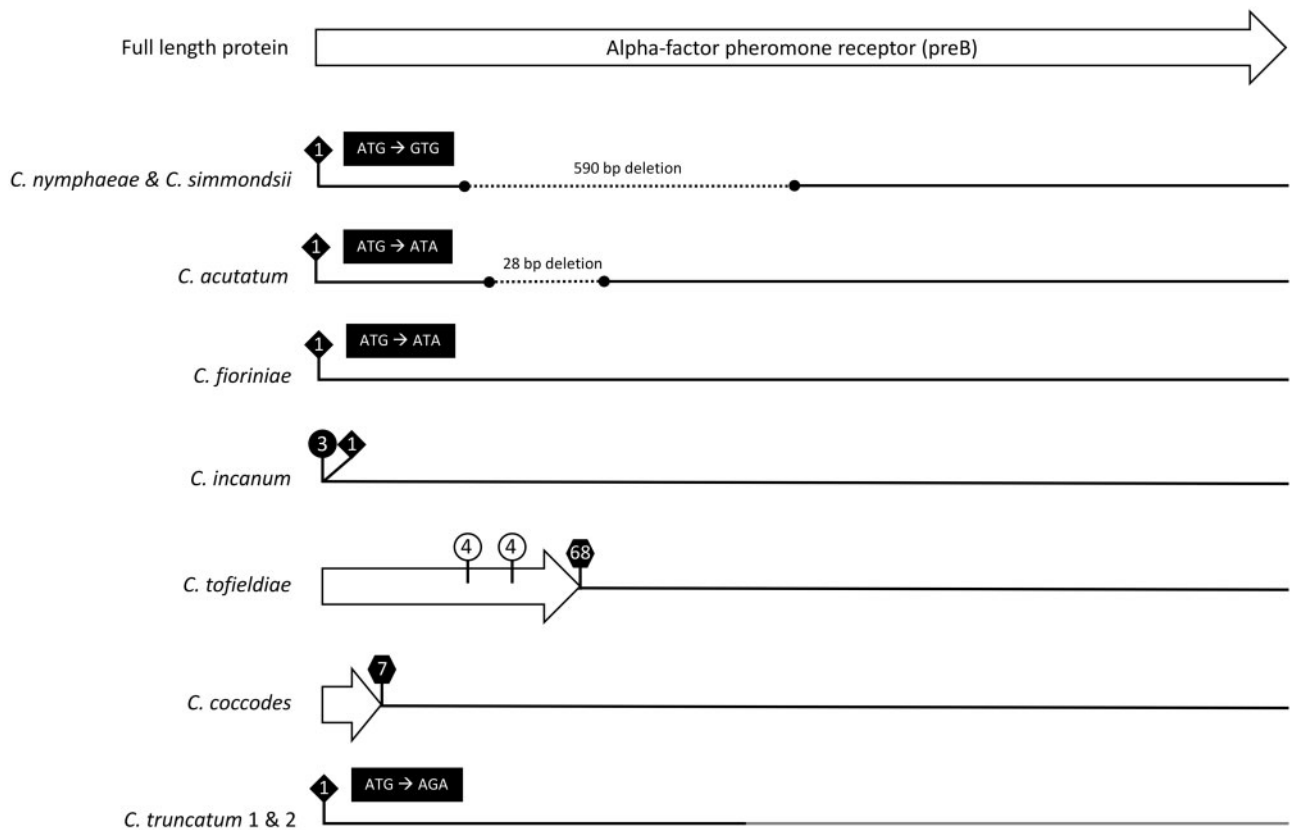 Full length protein
Alpha-factor pheromone receptor (preB)
1
ATG → GTG
C. nymphaeae & C. simmondsii
590 bp deletion
1
ATG → ATA
C. acutatum
28 bp deletion
1
ATG → ATA
C. fioriniae
3 1
C. incanum
4 4 68
C. tofieldiae
7
C. coccodes
1
ATG → AGA
C. truncatum 1 & 2